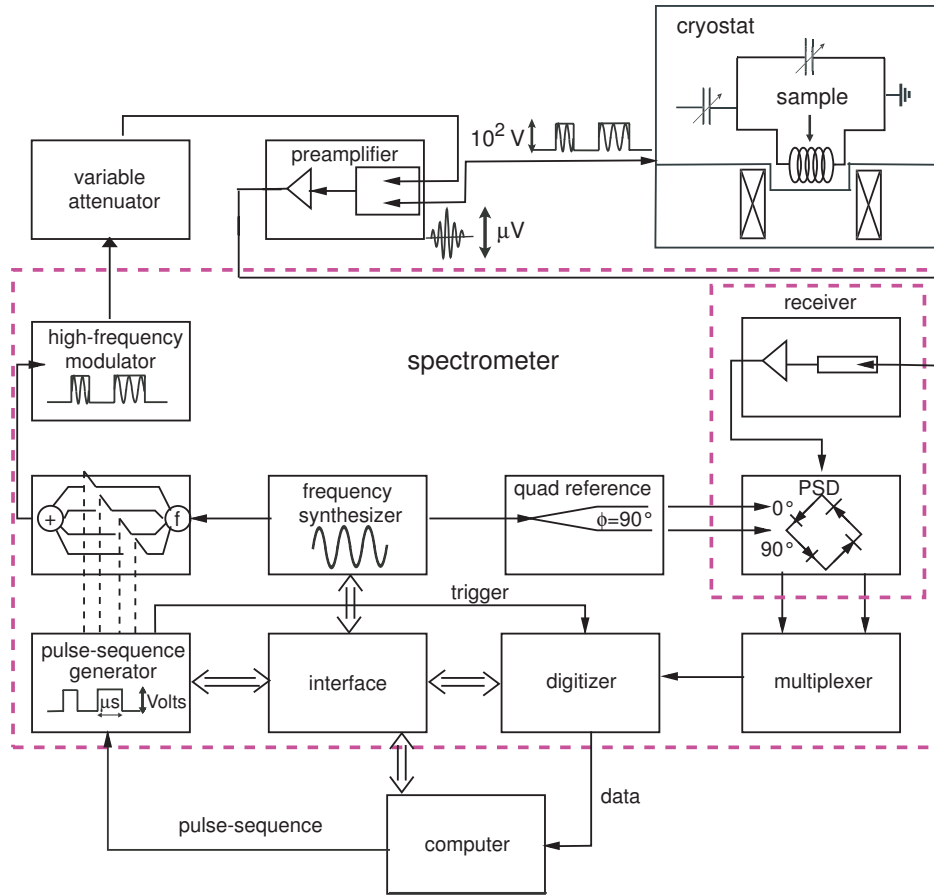 cryostat
sample
10² V
preamplifier
variable
attenuator
μV
receiver
high-frequency
modulator
spectrometer
frequency
synthesizer
quad reference
ϕ=90°
PSD
0°
90°
+
f
trigger
pulse-sequence
generator
μs
Volts
interface
digitizer
multiplexer
data
pulse-sequence
computer